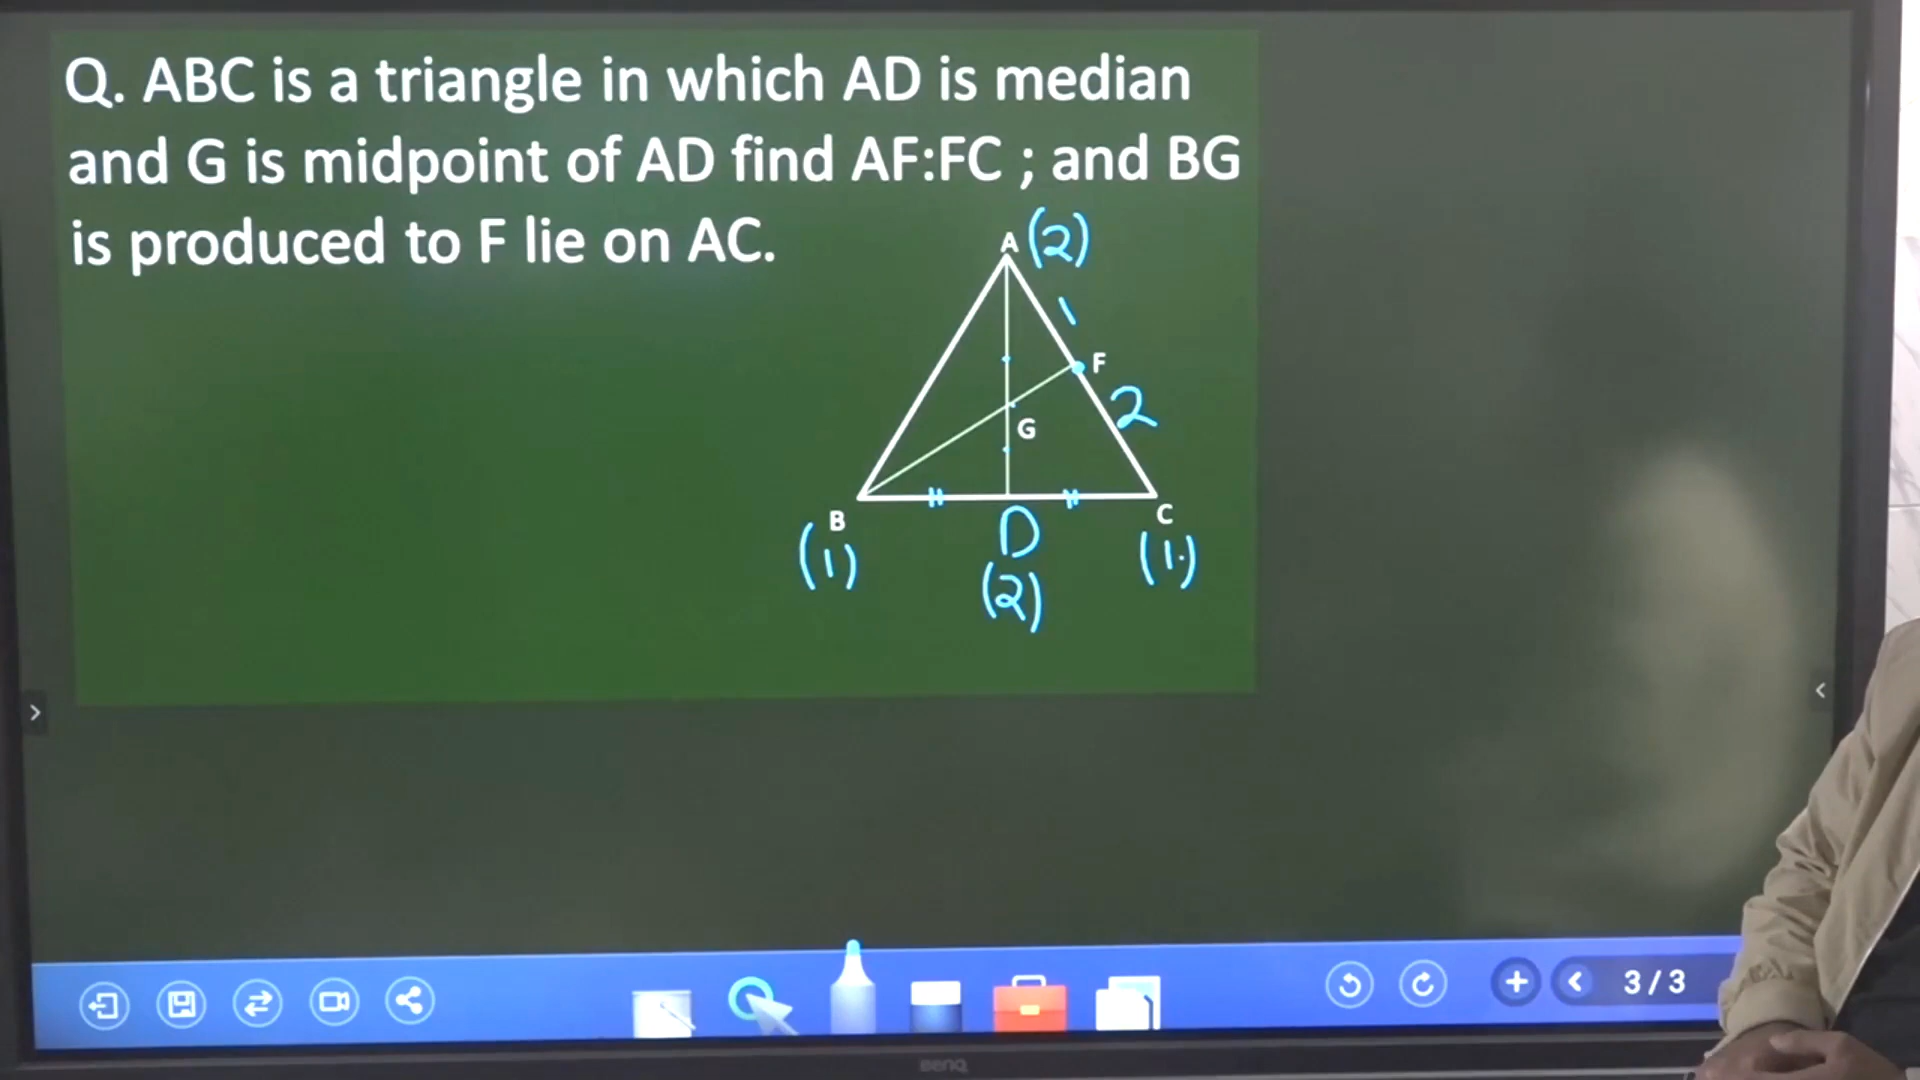 Q. ABC is a triangle in which AD is median
and G is midpoint of AD find AF:FC ; and BG
is produced to F lie on AC.
A (2)
1
F
2
G
B
C
(1)
D
(1)
(2)
3/3
BenQ